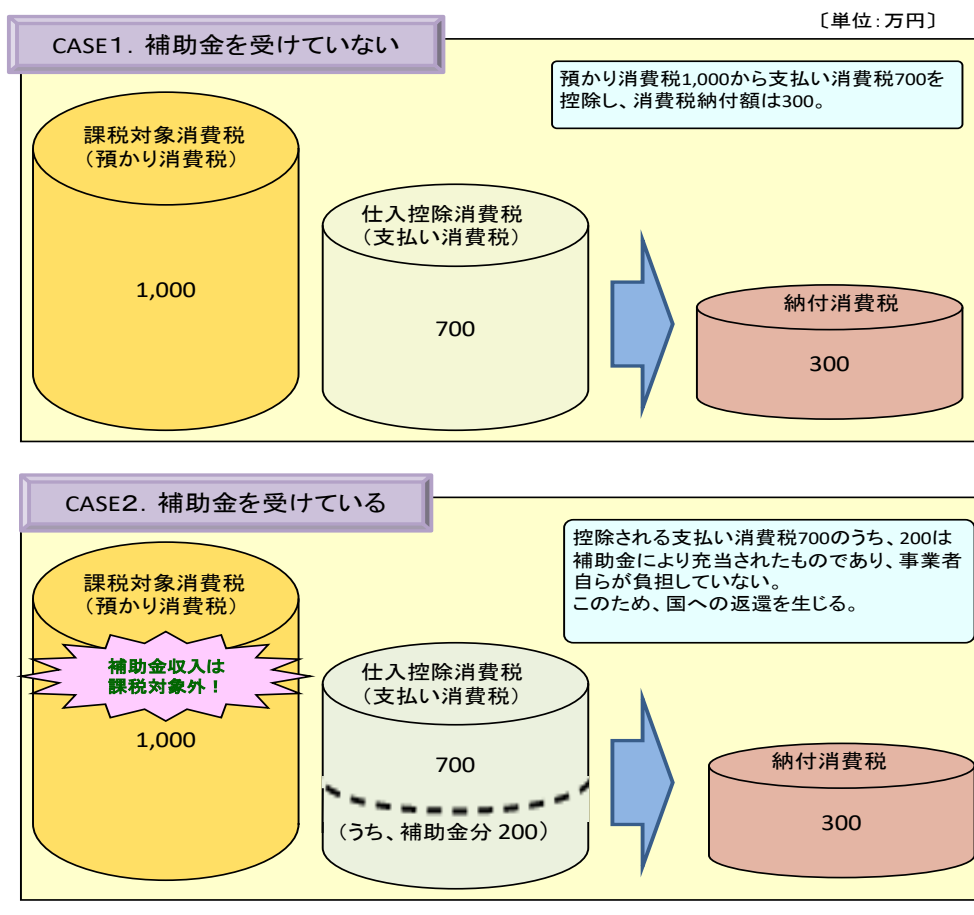 〔単位：万円〕
CASE1．補助金を受けていない
預かり消費税1,000から支払い消費税700を
控除し、消費税納付額は300。
課税対象消費税
（預かり消費税）
1,000
仕入控除消費税
（支払い消費税）
700
納付消費税
300
CASE２．補助金を受けている
控除される支払い消費税700のうち、200は
補助金により充当されたものであり、事業者
自らが負担していない。
このため、国への返還を生じる。
課税対象消費税
（預かり消費税）
補助金収入は
課税対象外！
1,000
仕入控除消費税
（支払い消費税）
700
（うち、補助金分 200）
納付消費税
300